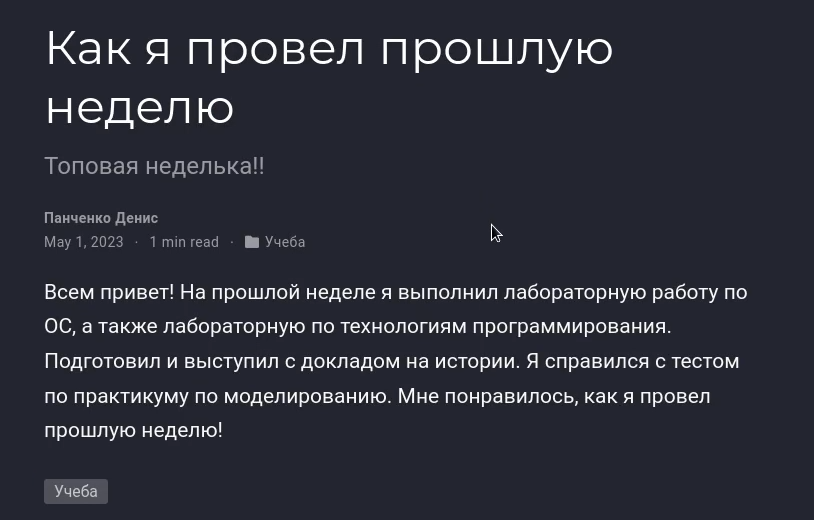 Как я провел прошлую
неделю
Топовая неделька!!
Панченко Денис
May 1, 2023 · 1 min read · Учеба
Всем привет! На прошлой неделе я выполнил лабораторную работу по
ОС, а также лабораторную по технологиям программирования.
Подготовил и выступил с докладом на истории. Я справился с тестом
по практикуму по моделированию. Мне понравилось, как я провел
прошлую неделю!
Учеба